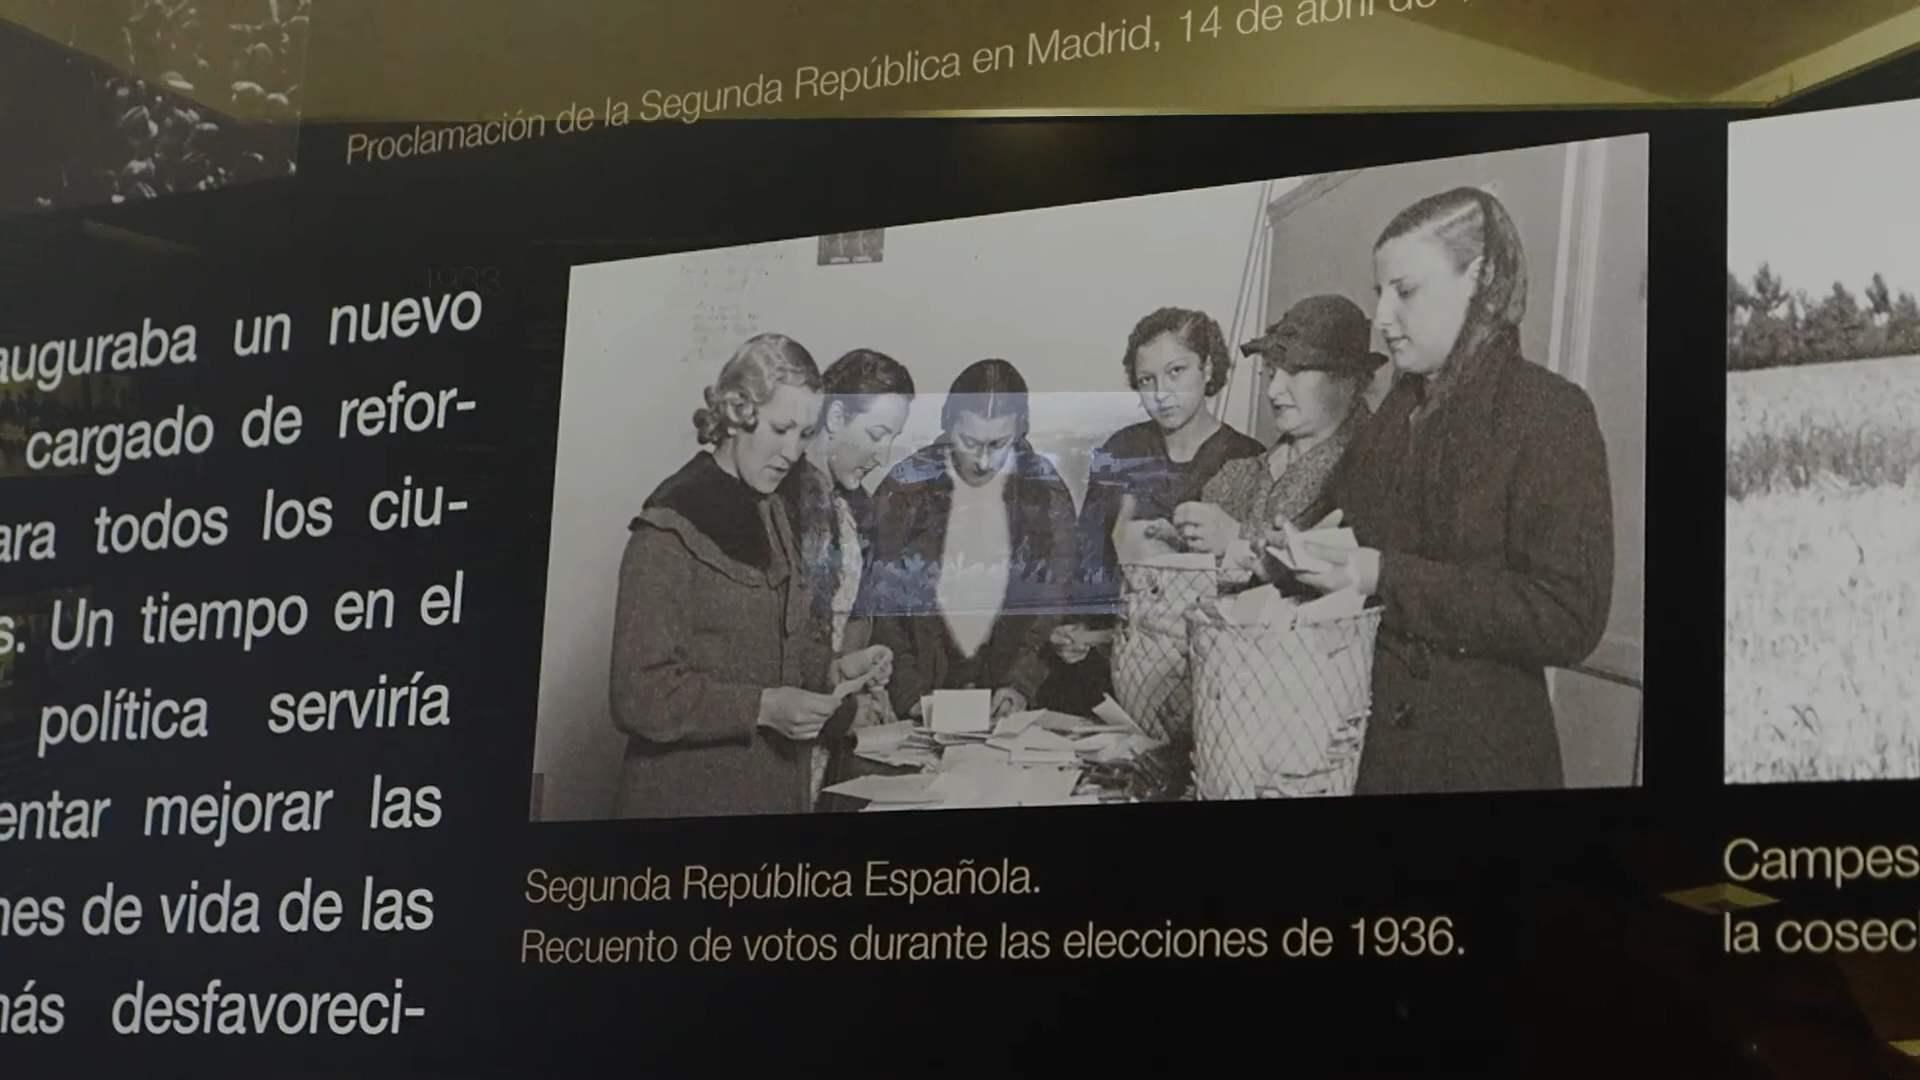 Proclamación de la Segunda República en Madrid, 14 de abril de
auguraba un nuevo
cargado de refor-
ara todos los ciu-
s. Un tiempo en el
política serviría
entar mejorar las
nes de vida de las
más desfavoreci-
Segunda República Española.
Recuento de votos durante las elecciones de 1936.
Campes
la cosec